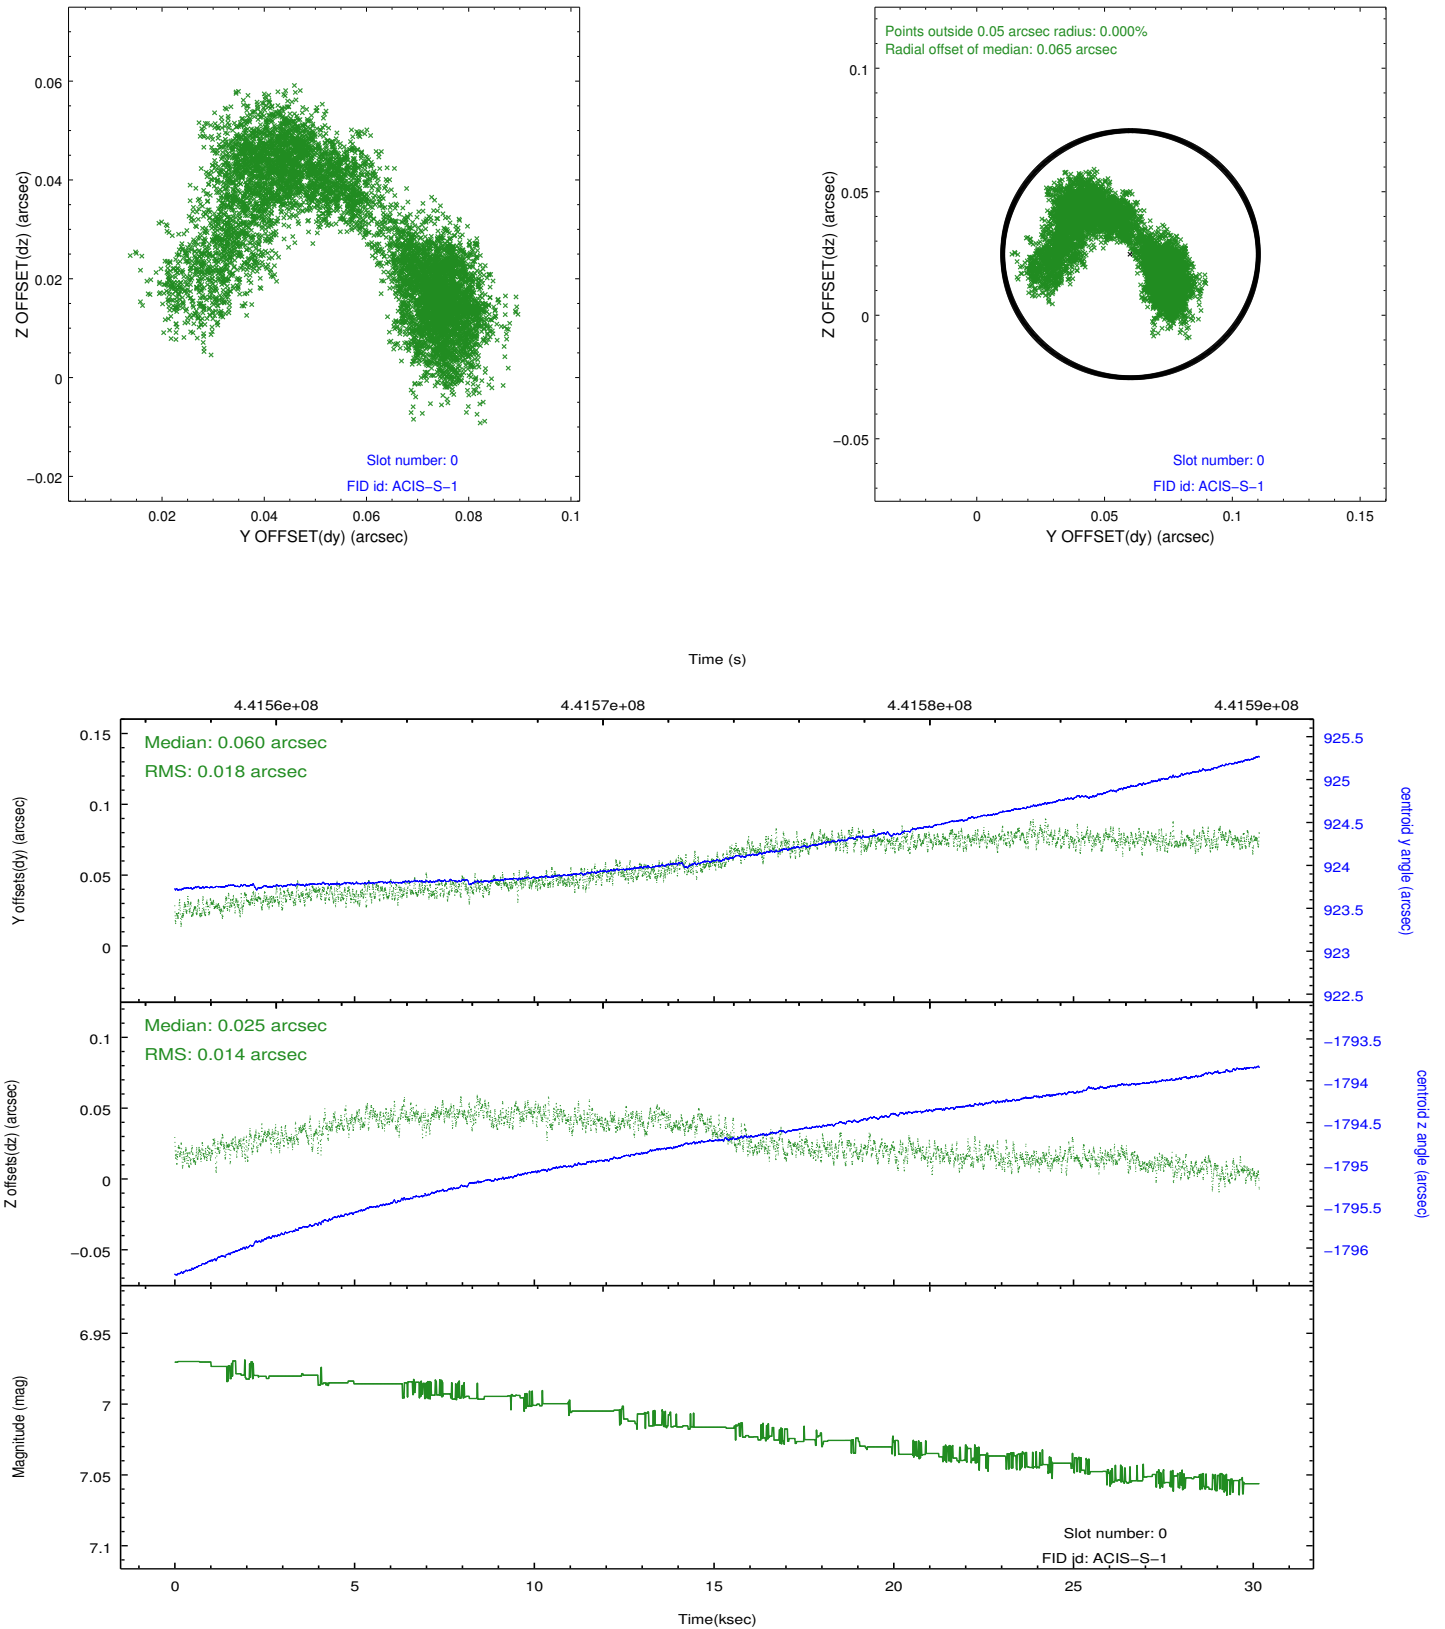 0.06
0.04
0.02
0
−0.02
Z OFFSET(dz) (arcsec)
Slot number: 0
FID id: ACIS−S−1
0.02
0.04
0.06
0.08
0.1
Y OFFSET(dy) (arcsec)
Points outside 0.05 arcsec radius: 0.000%
Radial offset of median: 0.065 arcsec
0.1
0.05
0
−0.05
Z OFFSET(dz) (arcsec)
Slot number: 0
FID id: ACIS−S−1
0
0.05
0.1
0.15
Y OFFSET(dy) (arcsec)
Time (s)
4.4156e+08
4.4157e+08
4.4158e+08
4.4159e+08
Median: 0.060 arcsec
RMS: 0.018 arcsec
0.15
0.1
0.05
0
Y offsets(dy) (arcsec)
925.5
925
924.5
924
923.5
923
922.5
centroid y angle (arcsec)
Median: 0.025 arcsec
RMS: 0.014 arcsec
0.1
0.05
0
−0.05
Z offsets(dz) (arcsec)
−1793.5
−1794
−1794.5
−1795
−1795.5
−1796
centroid z angle (arcsec)
6.95
7
7.05
7.1
Magnitude (mag)
Slot number: 0
FID id: ACIS−S−1
0
5
10
15
20
25
30
Time(ksec)